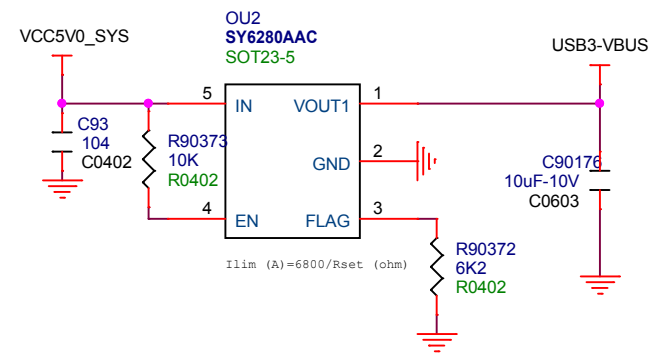 OU2
VCC5V0_SYS
SY6280AAC
SOT23-5
USB3-VBUS
5
IN
VOUT1
1
C93
104
C0402
R90373
10K
R0402
GND
2
C90176
10uF-10V
C0603
4
EN
FLAG
3
Ilim (A)=6800/Rset (ohm)
R90372
6K2
R0402